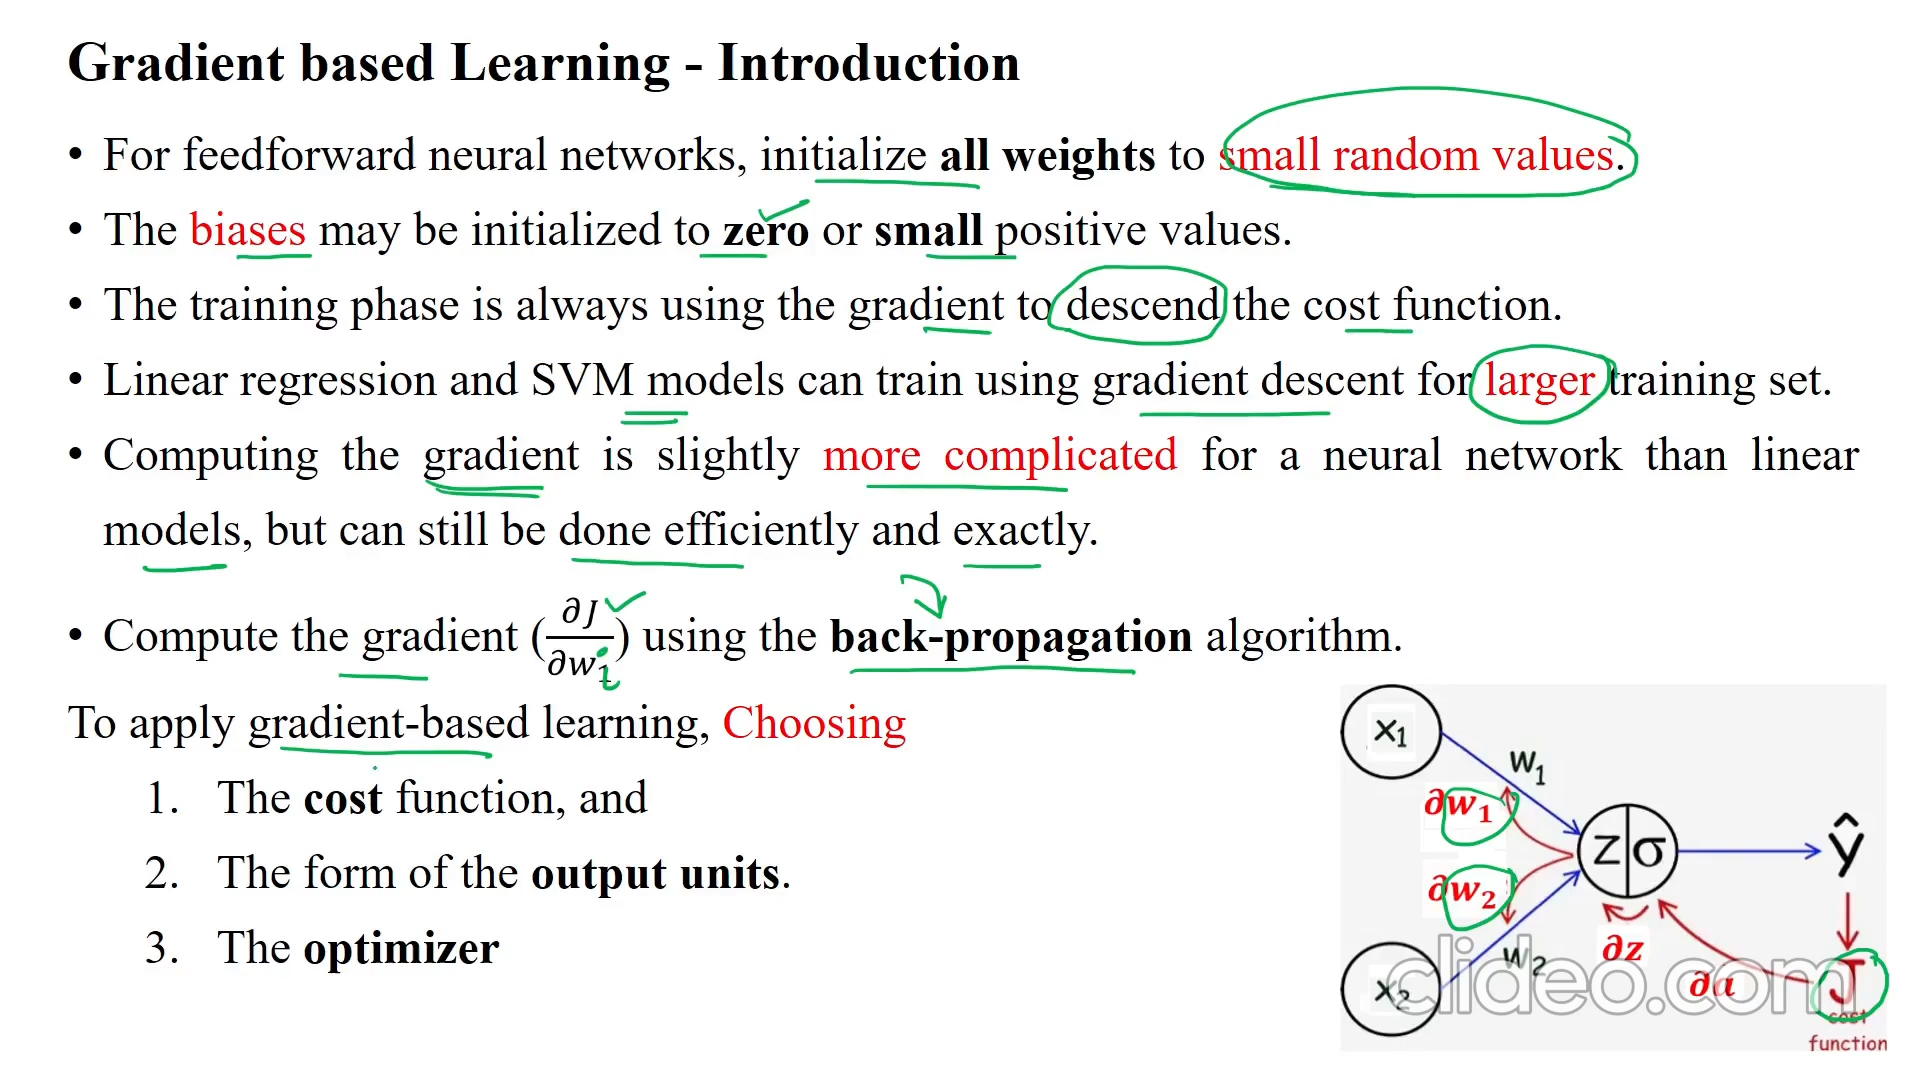 Gradient based Learning - Introduction
• For feedforward neural networks, initialize all weights to small random values.
• The biases may be initialized to zero or small positive values.
• The training phase is always using the gradient to descend the cost function.
• Linear regression and SVM models can train using gradient descent for larger training set.
• Computing the gradient is slightly more complicated for a neural network than linear
models, but can still be done efficiently and exactly.
• Compute the gradient (∂J/∂w₁) using the back-propagation algorithm.
i
To apply gradient-based learning, Choosing
1. The cost function, and
2. The form of the output units.
3. The optimizer
x₁
w₁
∂w₁
z σ
ŷ
∂w₂
w₂
∂z
x₂
∂a
J
cost
function
clideo.com